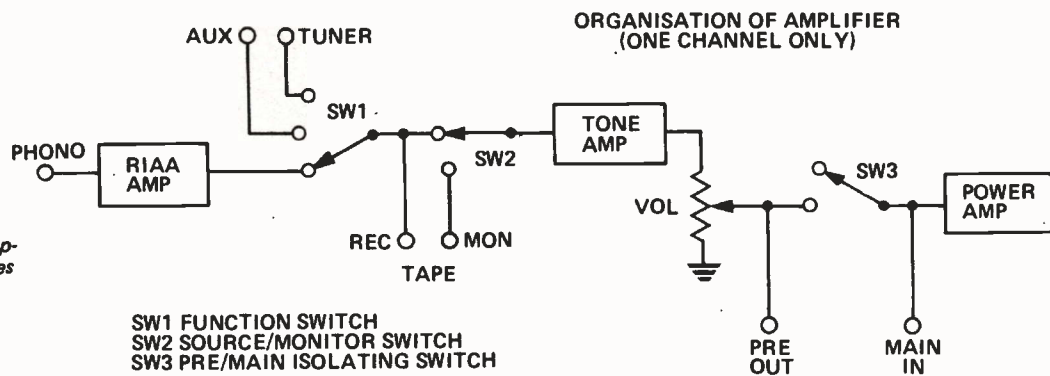 ORGANISATION OF AMPLIFIER
(ONE CHANNEL ONLY)
AUX
TUNER
SW1
PHONO
RIAA
AMP
SW2
TONE
AMP
VOL
SW3
POWER
AMP
REC
MON
TAPE
SW1 FUNCTION SWITCH
SW2 SOURCE/MONITOR SWITCH
SW3 PRE/MAIN ISOLATING SWITCH
PRE
OUT
MAIN
IN